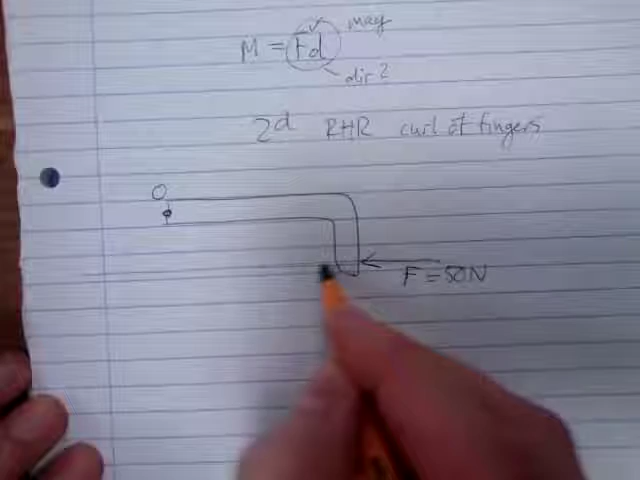 mag
M = Fd
dir ?
2d RHR curl of fingers
O
F = 50N